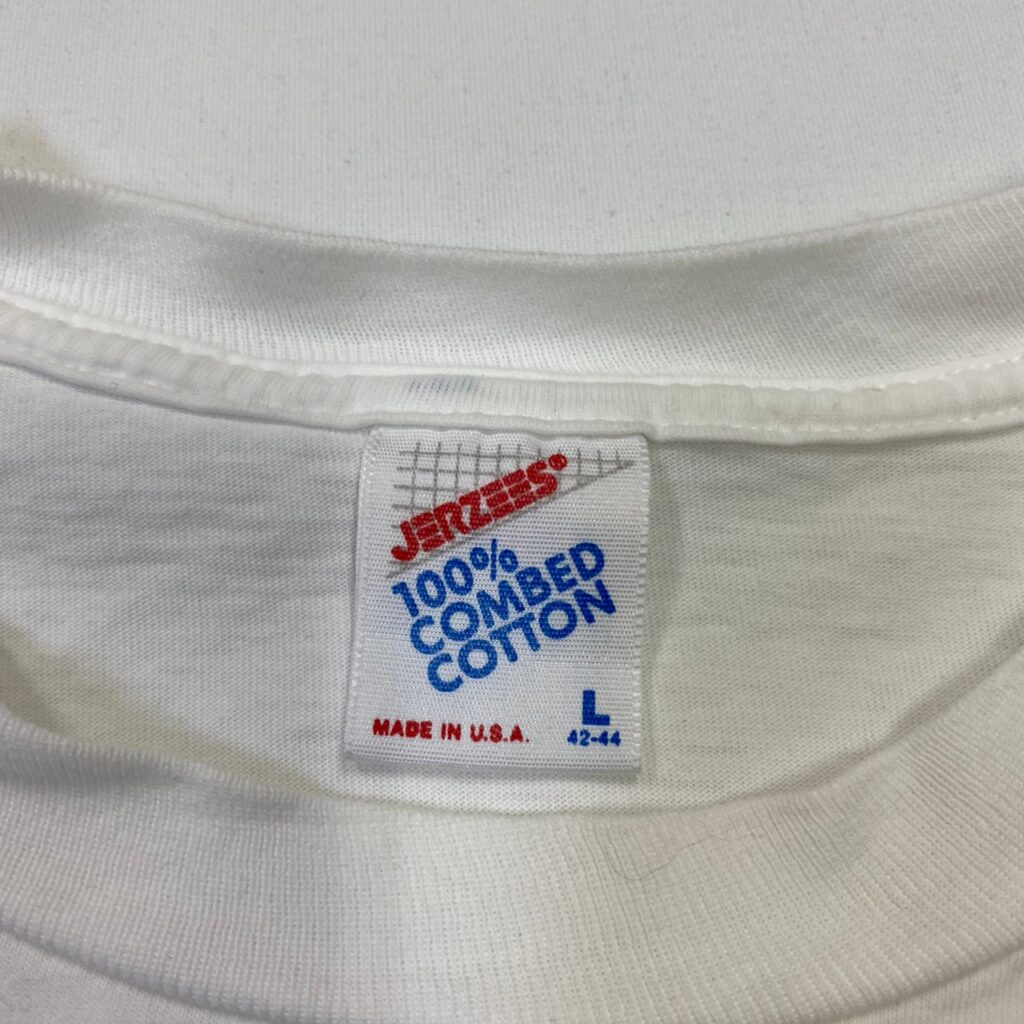 JERZEES®
100%
COMBED
COTTON
L
MADE IN U.S.A.
42-44